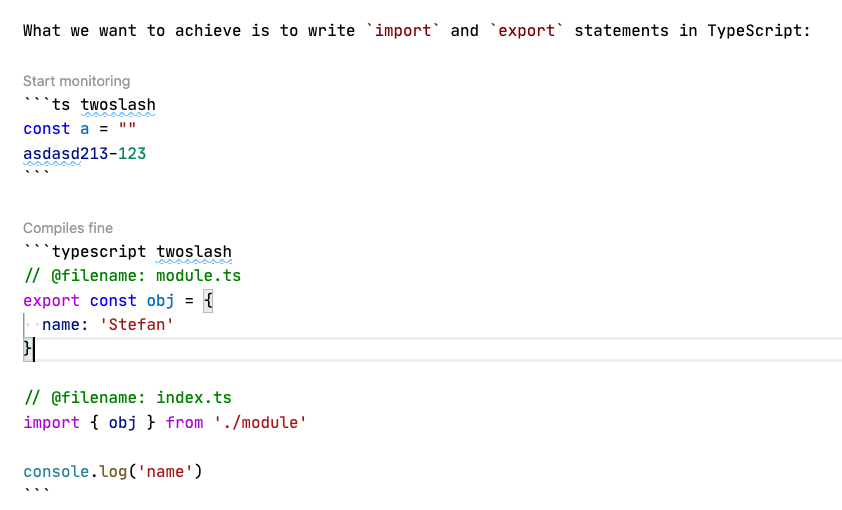 What we want to achieve is to write `import` and `export` statements in TypeScript:
Start monitoring
```ts twoslash
const a = ""
asdasd213-123
```
Compiles fine
```typescript twoslash
// @filename: module.ts
export const obj = {
  name: 'Stefan'
}
// @filename: index.ts
import { obj } from './module'
console.log('name')
```